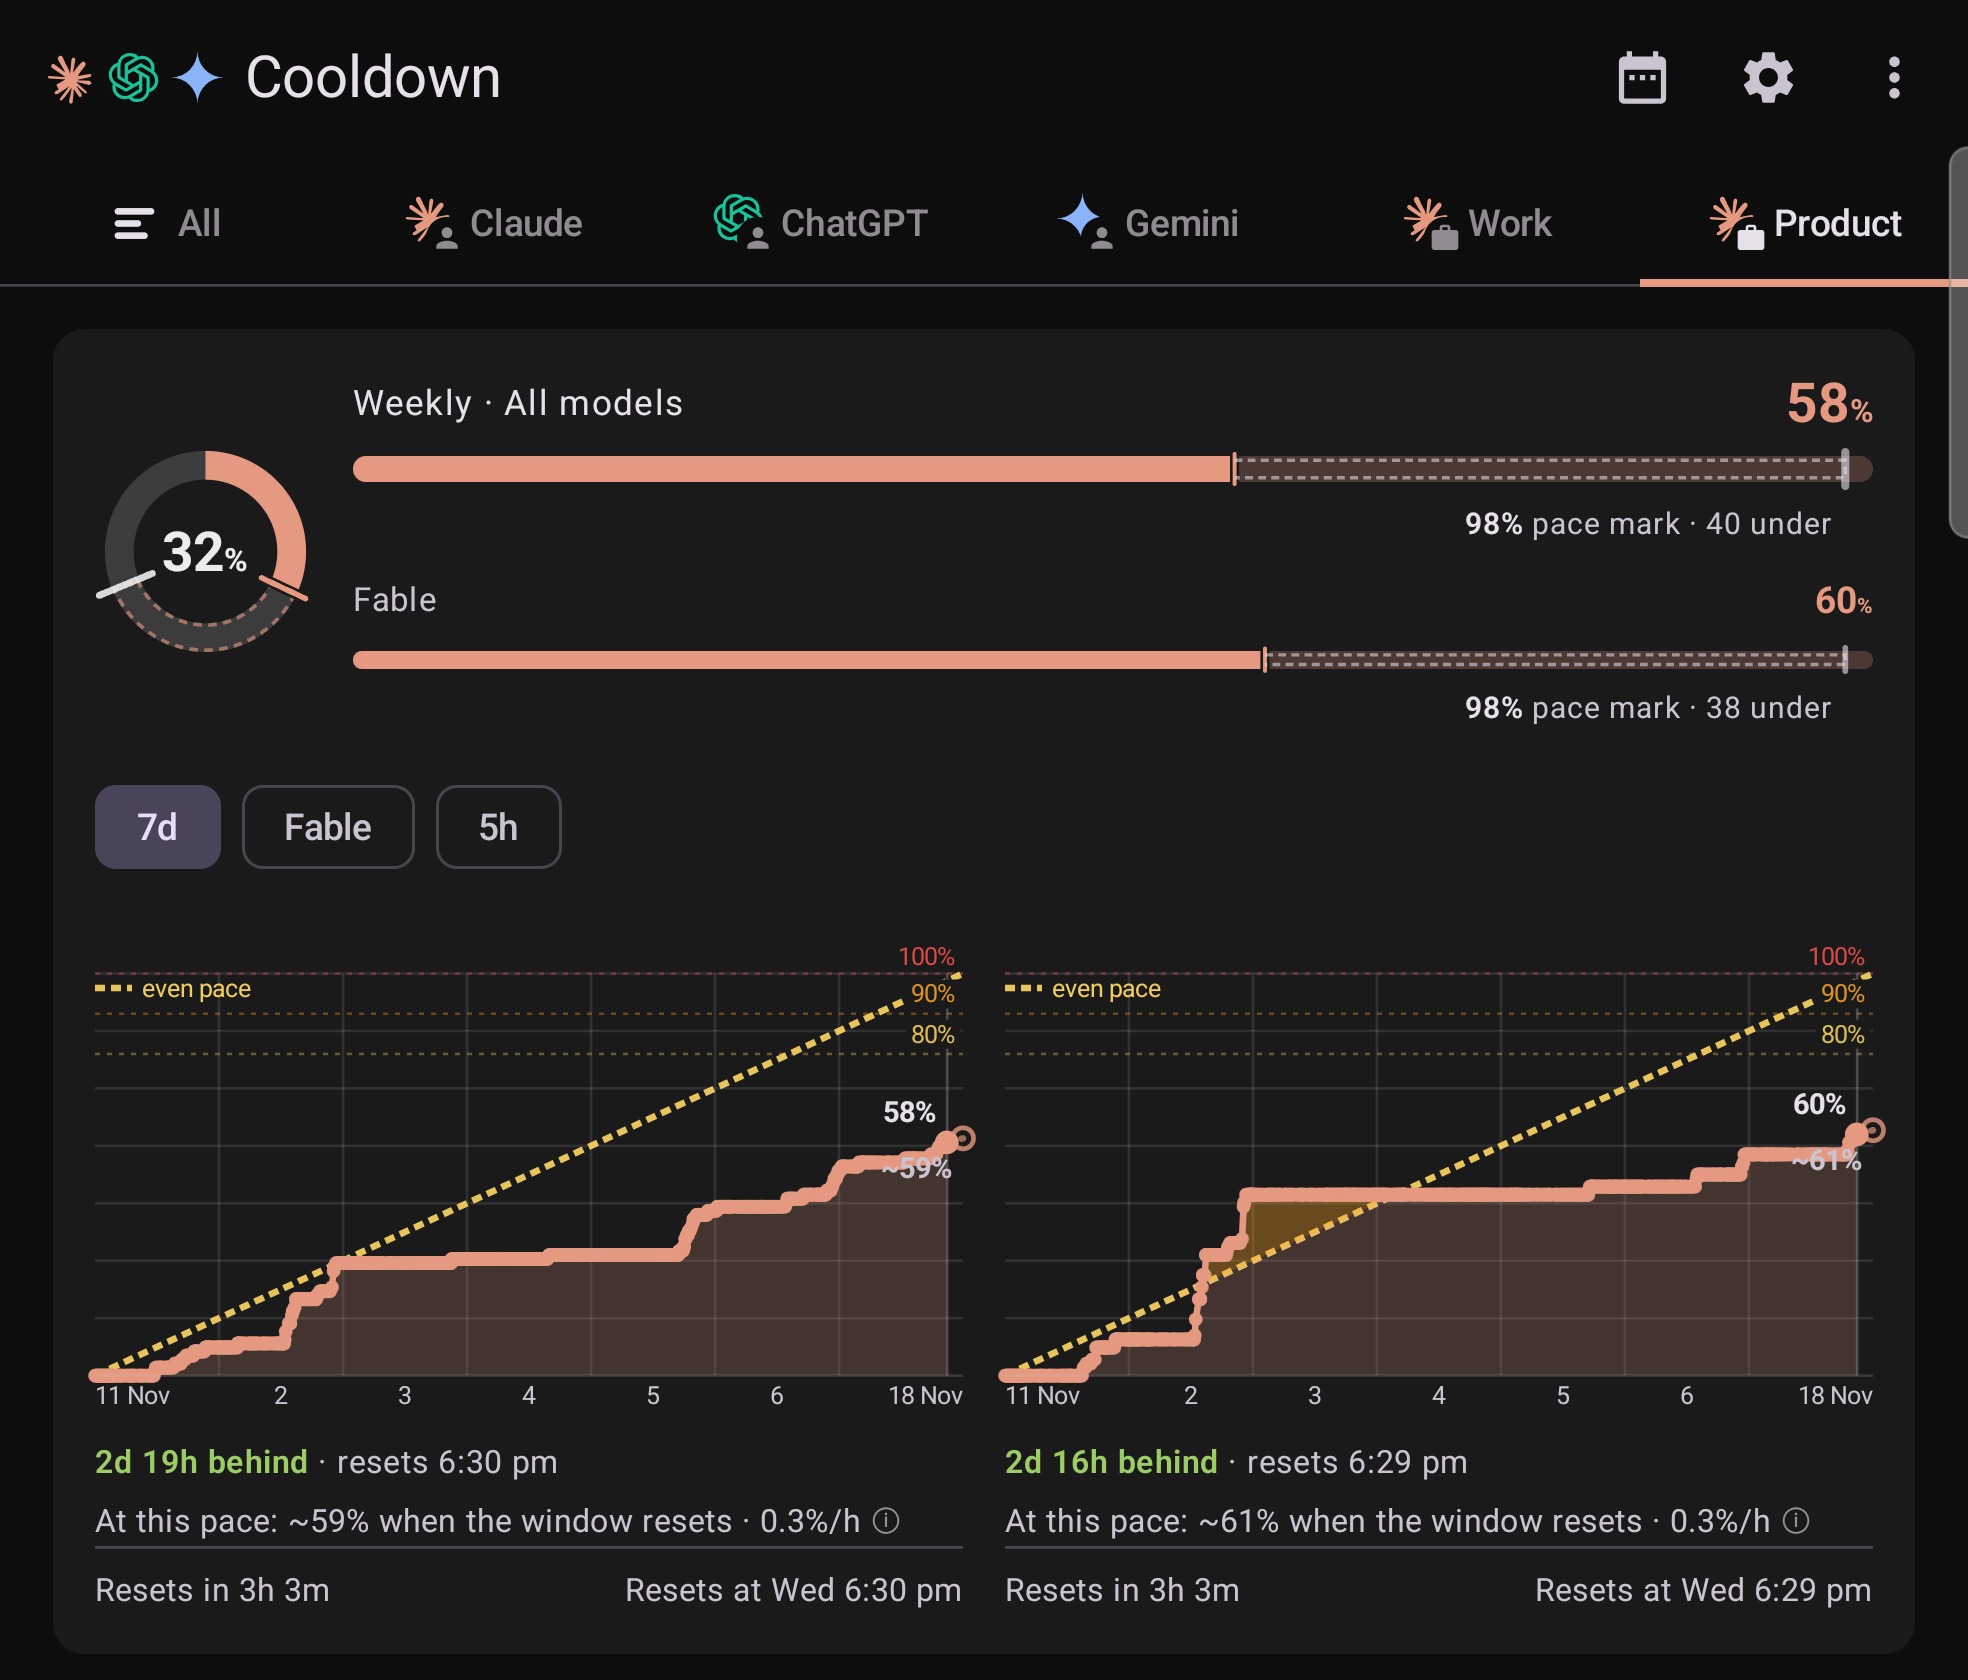 Cooldown
All
Claude
ChatGPT
Gemini
Work
Product
32%
Weekly · All models
58%
98% pace mark · 40 under
Fable
60%
98% pace mark · 38 under
7d
Fable
5h
100%
even pace
90%
80%
58%
~59%
11 Nov 2 3 4 5 6 18 Nov
2d 19h behind · resets 6:30 pm
At this pace: ~59% when the window resets · 0.3%/h
Resets in 3h 3m
Resets at Wed 6:30 pm
100%
even pace
90%
80%
60%
~61%
11 Nov 2 3 4 5 6 18 Nov
2d 16h behind · resets 6:29 pm
At this pace: ~61% when the window resets · 0.3%/h
Resets in 3h 3m
Resets at Wed 6:29 pm